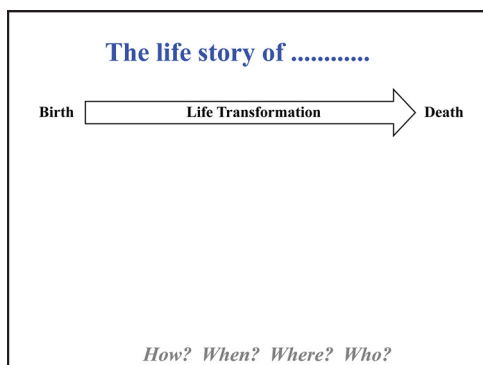 The life story of ............
Birth Life Transformation Death
How? When? Where? Who?